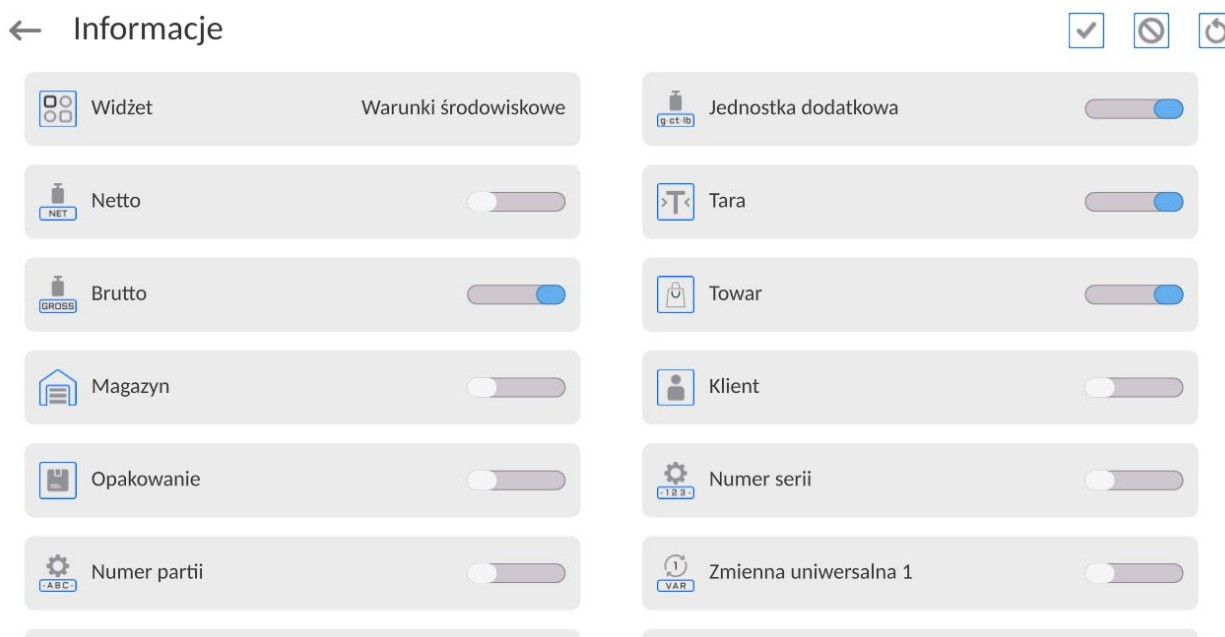 Informacje
Widżet Warunki środowiskowe
g-ct-lb Jednostka dodatkowa
NET Netto
T Tara
GROSS Brutto
Towar
Magazyn
Klient
Opakowanie
-123- Numer serii
-ABC- Numer partii
1 VAR Zmienna uniwersalna 1